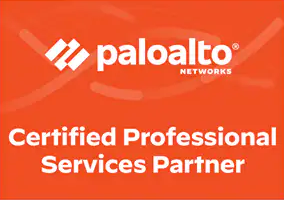 paloalto®
NETWORKS
Certified Professional
Services Partner